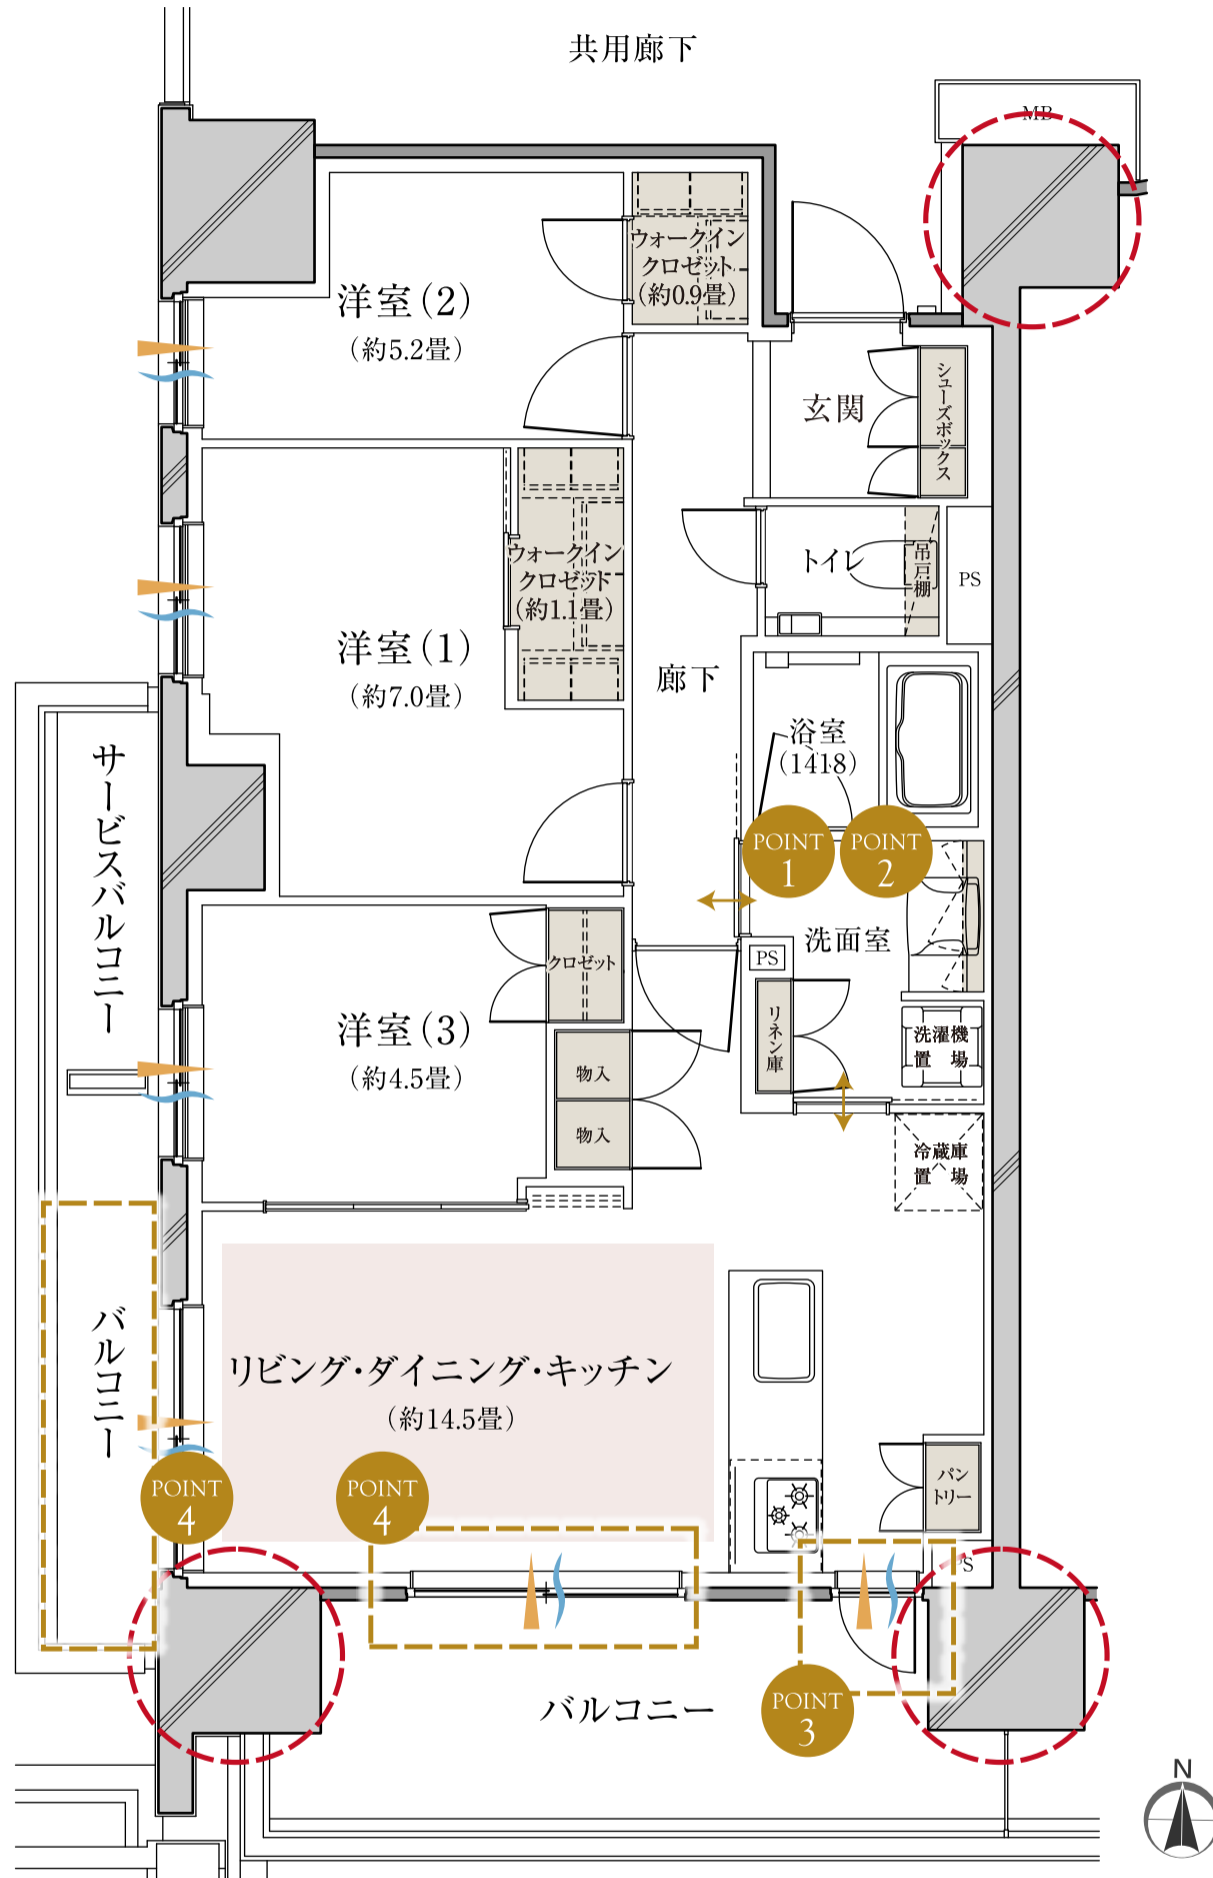 共用廊下
MB
ウォークイン
クロゼット
(約0.9畳)
洋室(2)
(約5.2畳)
玄関
シューズボックス
ウォークイン
クロゼット
(約1.1畳)
トイレ
吊戸棚
PS
洋室(1)
(約7.0畳)
廊下
浴室
(1418)
サービスバルコニー
POINT
1
POINT
2
洗面室
PS
クロゼット
リネン庫
洗濯機
置場
洋室(3)
(約4.5畳)
物入
物入
冷蔵庫
置場
バルコニー
リビング・ダイニング・キッチン
(約14.5畳)
パン
トリー
POINT
4
POINT
4
PS
バルコニー
POINT
3
N